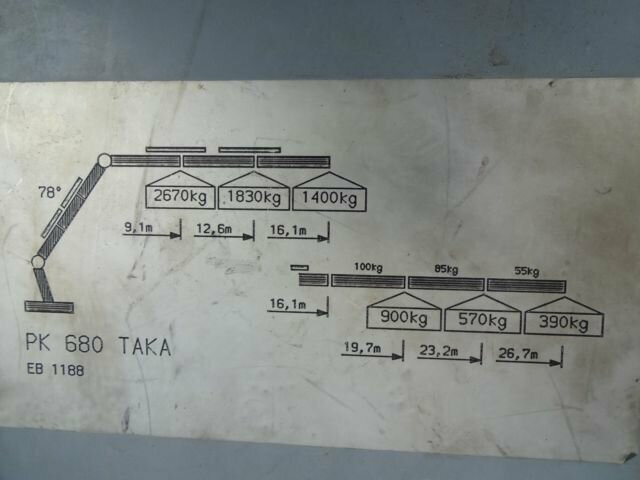 78°
2670kg 1830kg 1400kg
9,1m 12,6m 16,1m
100kg 85kg 55kg
16,1m
900kg 570kg 390kg
19,7m 23,2m 26,7m
PK 680 TAKA
EB 1188